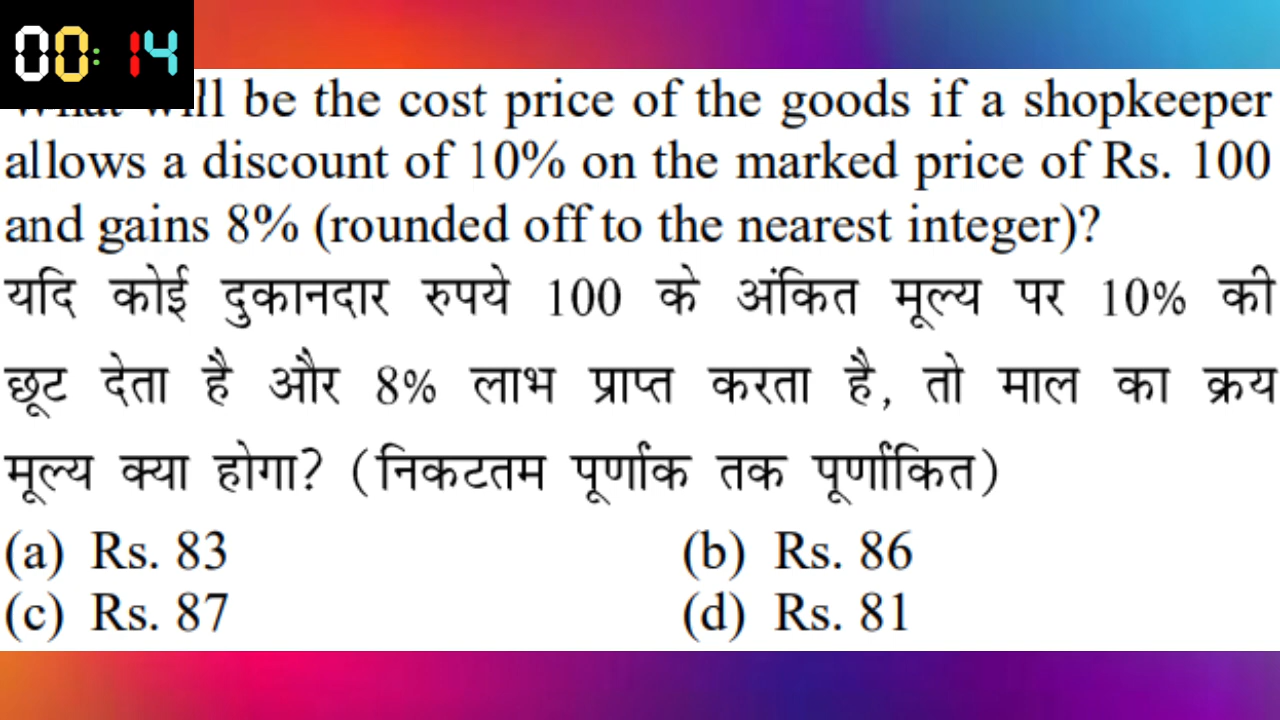 00:14
will be the cost price of the goods if a shopkeeper
allows a discount of 10% on the marked price of Rs. 100
and gains 8% (rounded off to the nearest integer)?
यदि कोई दुकानदार रुपये 100 के अंकित मूल्य पर 10% की
छूट देता है और 8% लाभ प्राप्त करता है, तो माल का क्रय
मूल्य क्या होगा? (निकटतम पूर्णांक तक पूर्णांकित)
(a) Rs. 83 (b) Rs. 86
(c) Rs. 87 (d) Rs. 81